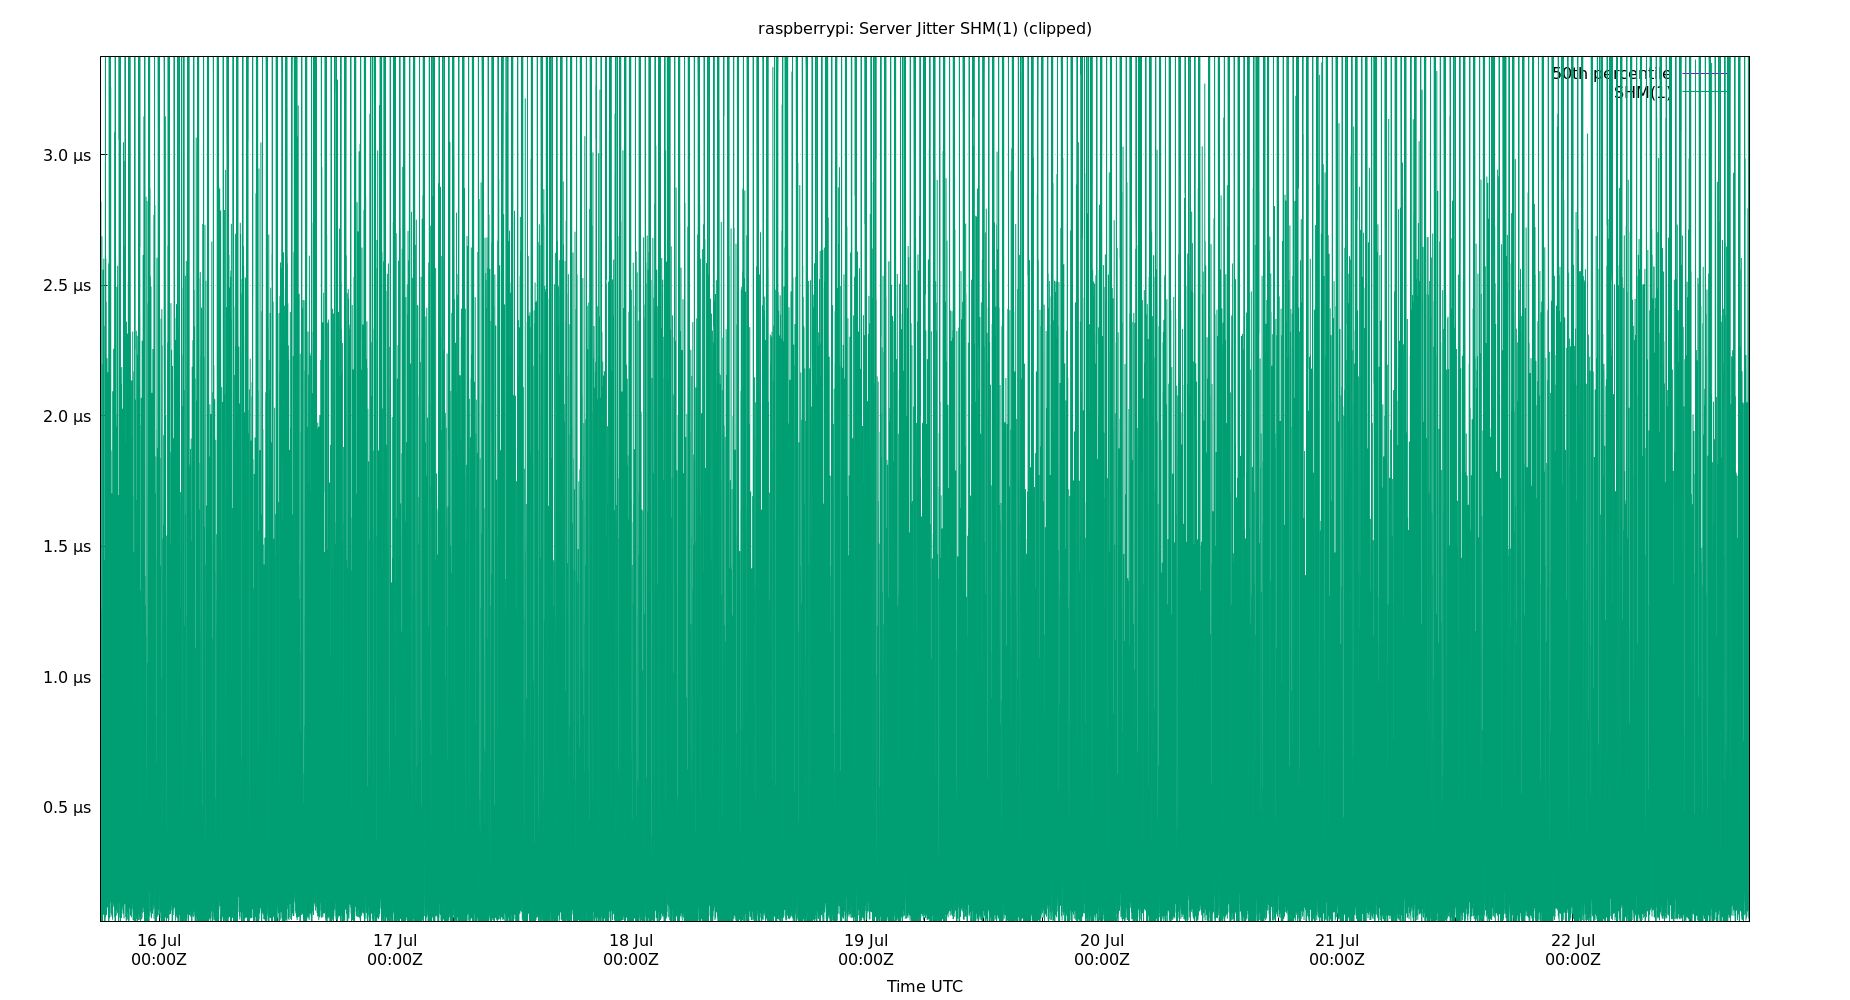 raspberrypi: Server Jitter SHM(1) (clipped)
50th percentile
SHM(1)
3.0 µs
2.5 µs
2.0 µs
1.5 µs
1.0 µs
0.5 µs
16 Jul 17 Jul 18 Jul 19 Jul 20 Jul 21 Jul 22 Jul
00:00Z 00:00Z 00:00Z 00:00Z 00:00Z 00:00Z 00:00Z
Time UTC